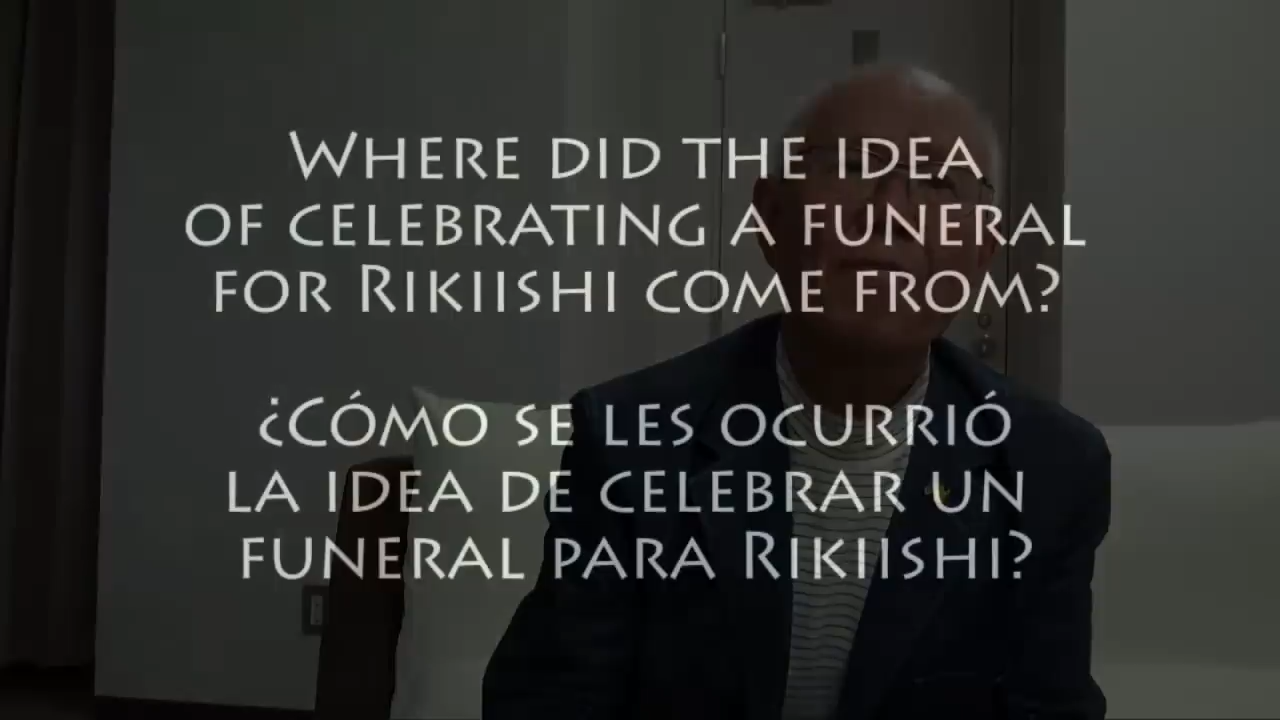 Where did the idea
of celebrating a funeral
for Rikiishi come from?
¿Cómo se les ocurrió
la idea de celebrar un
funeral para Rikiishi?